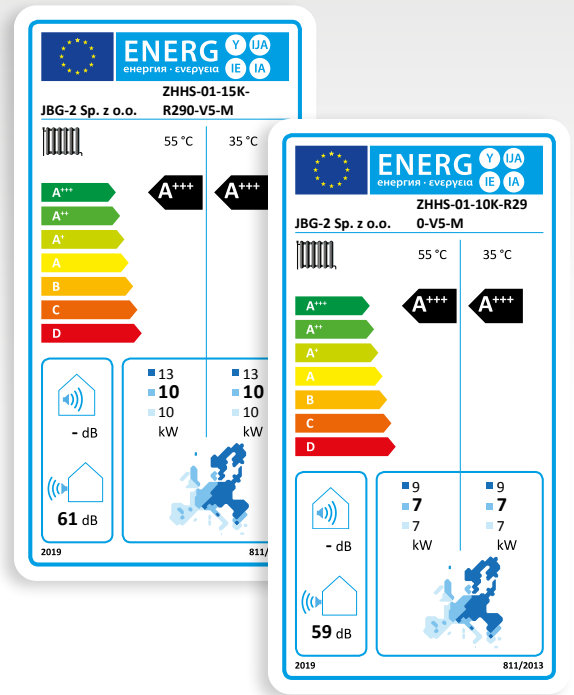 ENERG
Y IJA
IE IA
енергия · ενεργεια
ZHHS-01-15K-
JBG-2 Sp. z o.o. R290-V5-M
55 °C 35 °C
A+++ A+++ A+++
A++
A+
A
B
C
D
13 13
10 10
10 10
kW kW
- dB
61 dB
2019 811/
ENERG
Y IJA
IE IA
енергия · ενεργεια
ZHHS-01-10K-R29
JBG-2 Sp. z o.o. 0-V5-M
55 °C 35 °C
A+++ A+++ A+++
A++
A+
A
B
C
D
9 9
7 7
7 7
kW kW
- dB
59 dB
2019 811/2013